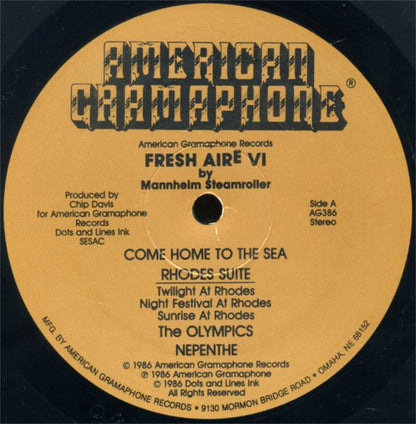 AMERICAN
GRAMAPHONE®
American Gramaphone Records
FRESH AIRE VI
by
Mannheim Steamroller
Produced by
Chip Davis
for American Gramaphone
Records
Dots and Lines Ink
SESAC
Side A
AG386
Stereo
COME HOME TO THE SEA
RHODES SUITE
Twilight At Rhodes
Night Festival At Rhodes
Sunrise At Rhodes
The OLYMPICS
NEPENTHE
© 1986 American Gramaphone Records
℗ 1986 American Gramaphone Records
© 1986 Dots and Lines Ink
All Rights Reserved
MFG. BY AMERICAN GRAMAPHONE RECORDS • 9130 MORMON BRIDGE ROAD • OMAHA, NE 68152